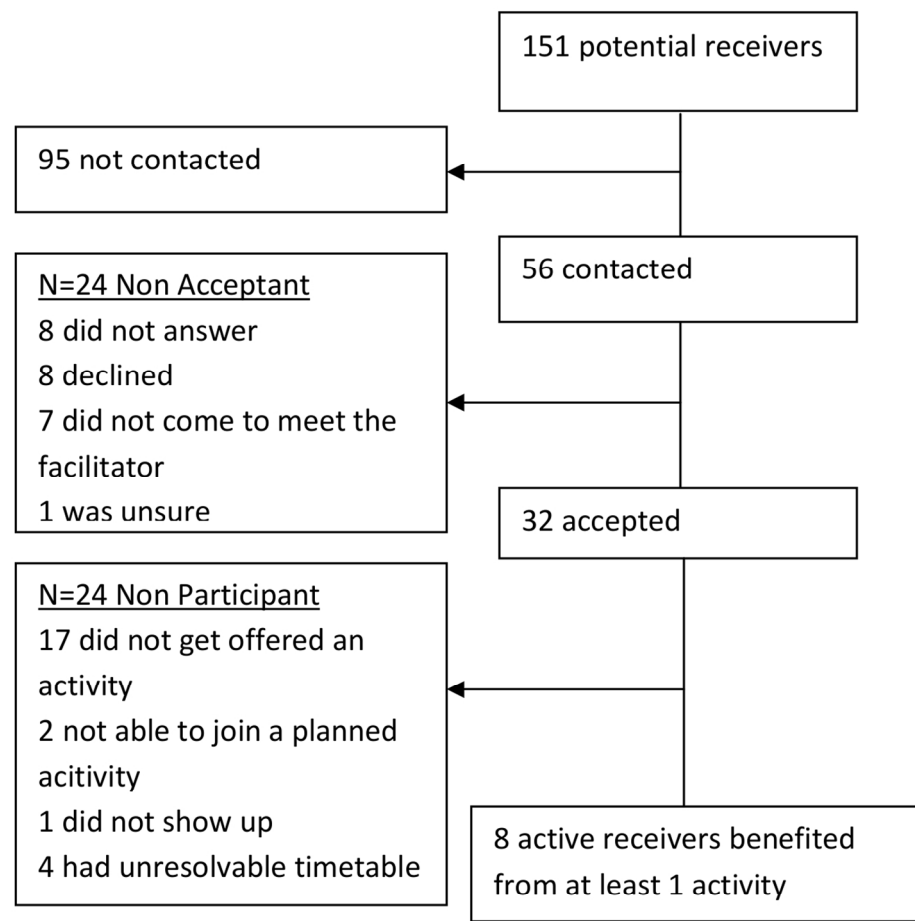 151 potential receivers
95 not contacted
56 contacted
N=24 Non Acceptant
8 did not answer
8 declined
7 did not come to meet the
facilitator
1 was unsure
32 accepted
N=24 Non Participant
17 did not get offered an
activity
2 not able to join a planned
acitivity
1 did not show up
4 had unresolvable timetable
8 active receivers benefited
from at least 1 activity